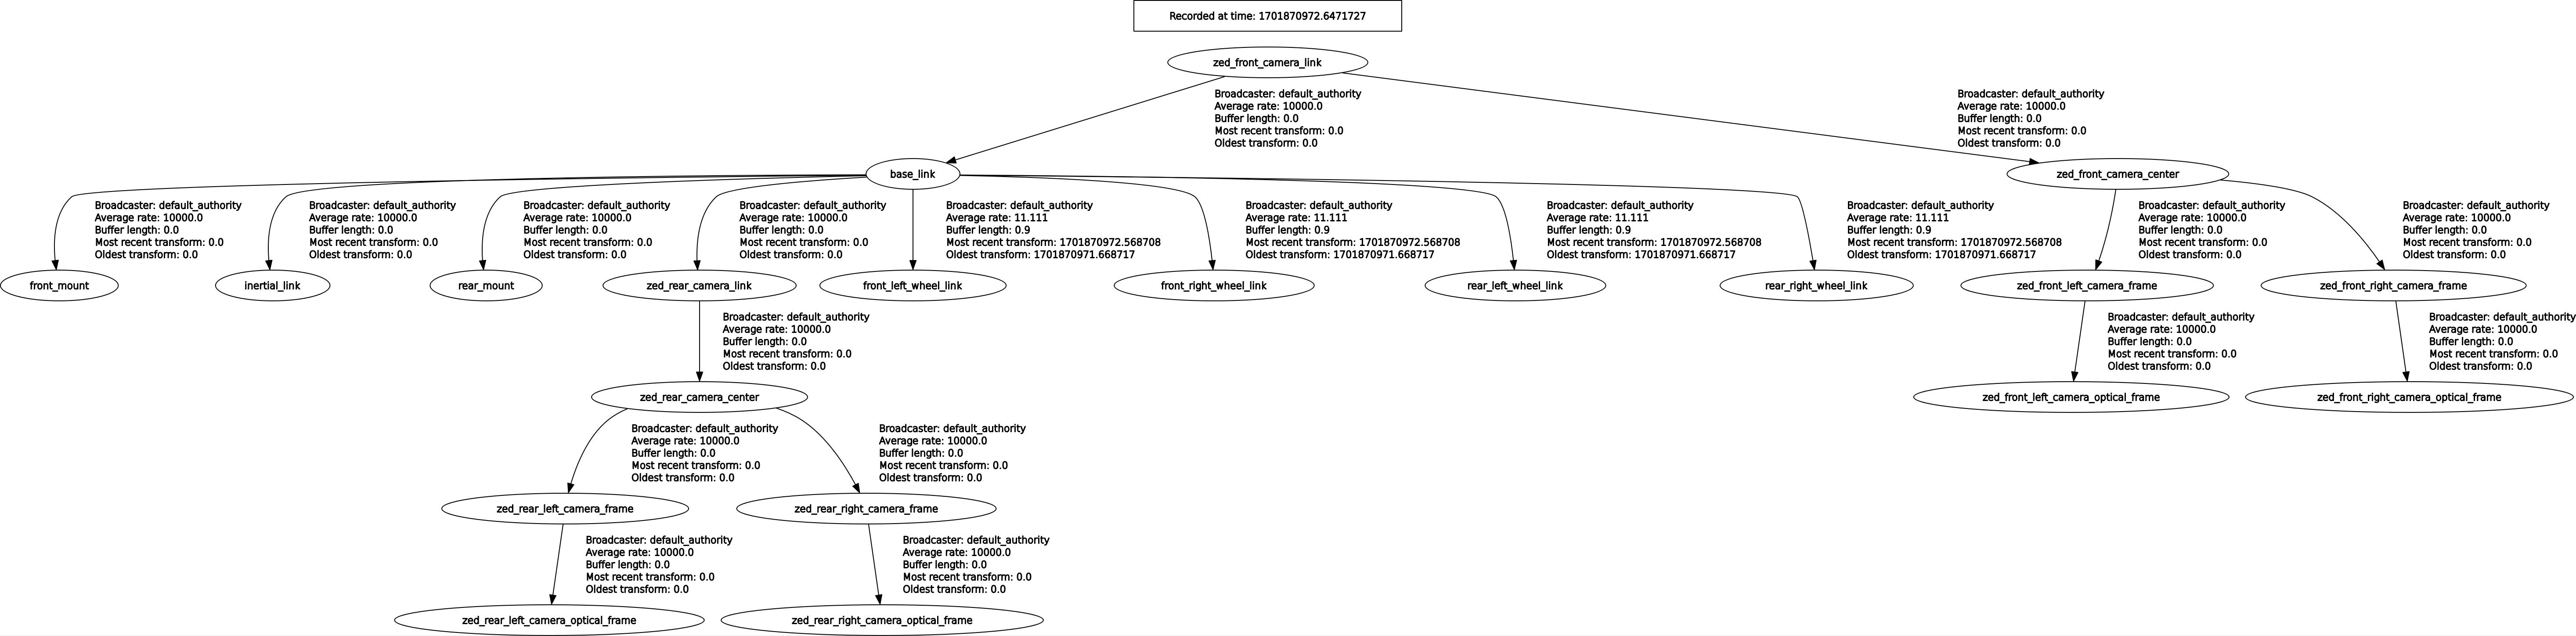 Recorded at time: 1701870972.6471727
zed_front_camera_link
Broadcaster: default_authority
Average rate: 10000.0
Buffer length: 0.0
Most recent transform: 0.0
Oldest transform: 0.0
Broadcaster: default_authority
Average rate: 10000.0
Buffer length: 0.0
Most recent transform: 0.0
Oldest transform: 0.0
base_link
zed_front_camera_center
Broadcaster: default_authority
Average rate: 10000.0
Buffer length: 0.0
Most recent transform: 0.0
Oldest transform: 0.0
Broadcaster: default_authority
Average rate: 10000.0
Buffer length: 0.0
Most recent transform: 0.0
Oldest transform: 0.0
Broadcaster: default_authority
Average rate: 10000.0
Buffer length: 0.0
Most recent transform: 0.0
Oldest transform: 0.0
Broadcaster: default_authority
Average rate: 10000.0
Buffer length: 0.0
Most recent transform: 0.0
Oldest transform: 0.0
Broadcaster: default_authority
Average rate: 11.111
Buffer length: 0.9
Most recent transform: 1701870972.568708
Oldest transform: 1701870971.668717
Broadcaster: default_authority
Average rate: 11.111
Buffer length: 0.9
Most recent transform: 1701870972.568708
Oldest transform: 1701870971.668717
Broadcaster: default_authority
Average rate: 11.111
Buffer length: 0.9
Most recent transform: 1701870972.568708
Oldest transform: 1701870971.668717
Broadcaster: default_authority
Average rate: 11.111
Buffer length: 0.9
Most recent transform: 1701870972.568708
Oldest transform: 1701870971.668717
Broadcaster: default_authority
Average rate: 10000.0
Buffer length: 0.0
Most recent transform: 0.0
Oldest transform: 0.0
Broadcaster: default_authority
Average rate: 10000.0
Buffer length: 0.0
Most recent transform: 0.0
Oldest transform: 0.0
front_mount
inertial_link
rear_mount
zed_rear_camera_link
front_left_wheel_link
front_right_wheel_link
rear_left_wheel_link
rear_right_wheel_link
zed_front_left_camera_frame
zed_front_right_camera_frame
Broadcaster: default_authority
Average rate: 10000.0
Buffer length: 0.0
Most recent transform: 0.0
Oldest transform: 0.0
Broadcaster: default_authority
Average rate: 10000.0
Buffer length: 0.0
Most recent transform: 0.0
Oldest transform: 0.0
Broadcaster: default_authority
Average rate: 10000.0
Buffer length: 0.0
Most recent transform: 0.0
Oldest transform: 0.0
zed_rear_camera_center
zed_front_left_camera_optical_frame
zed_front_right_camera_optical_frame
Broadcaster: default_authority
Average rate: 10000.0
Buffer length: 0.0
Most recent transform: 0.0
Oldest transform: 0.0
Broadcaster: default_authority
Average rate: 10000.0
Buffer length: 0.0
Most recent transform: 0.0
Oldest transform: 0.0
zed_rear_left_camera_frame
zed_rear_right_camera_frame
Broadcaster: default_authority
Average rate: 10000.0
Buffer length: 0.0
Most recent transform: 0.0
Oldest transform: 0.0
Broadcaster: default_authority
Average rate: 10000.0
Buffer length: 0.0
Most recent transform: 0.0
Oldest transform: 0.0
zed_rear_left_camera_optical_frame
zed_rear_right_camera_optical_frame